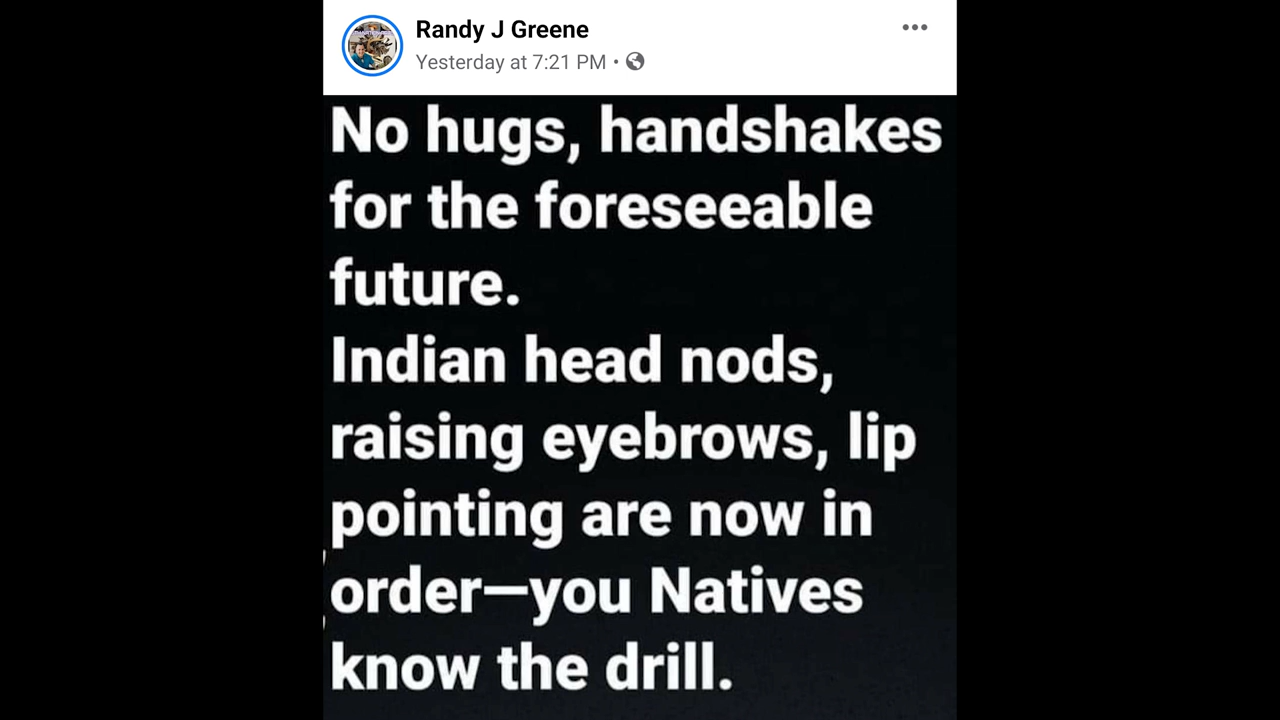 Randy J Greene
Yesterday at 7:21 PM •
No hugs, handshakes
for the foreseeable
future.
Indian head nods,
raising eyebrows, lip
pointing are now in
order—you Natives
know the drill.